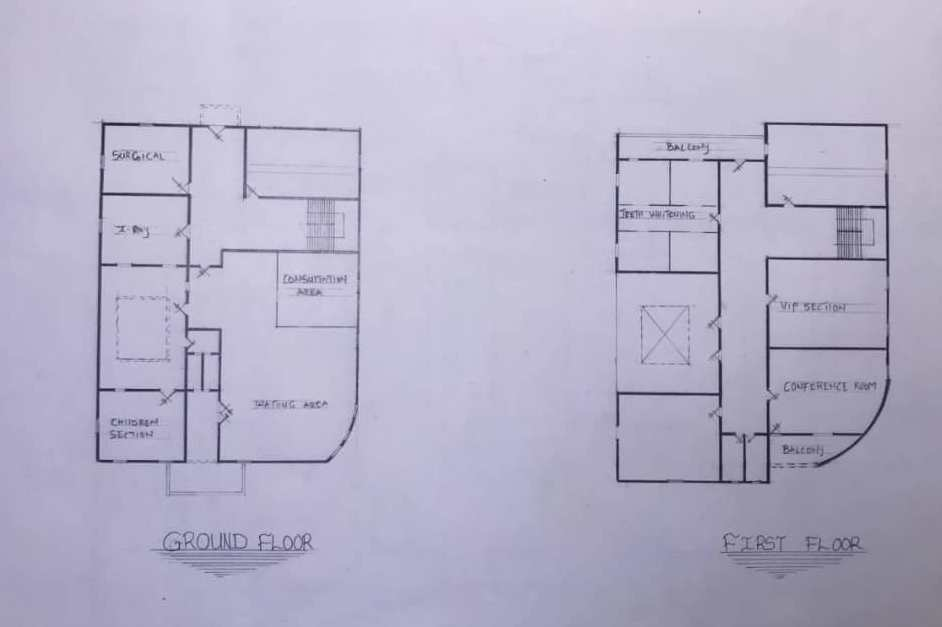 SURGICAL
X-RAY
CONSULTATION
AREA
WAITING AREA
CHILDREN
SECTION
GROUND FLOOR
BALCONY
TEETH WHITENING
VIP SECTION
CONFERENCE ROOM
BALCONY
FIRST FLOOR